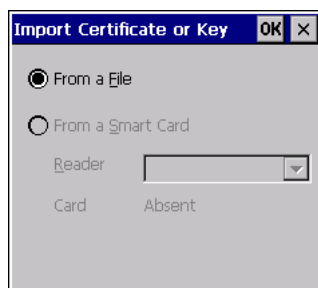 Import Certificate or Key OK ×
From a File
From a Smart Card
Reader
Card Absent